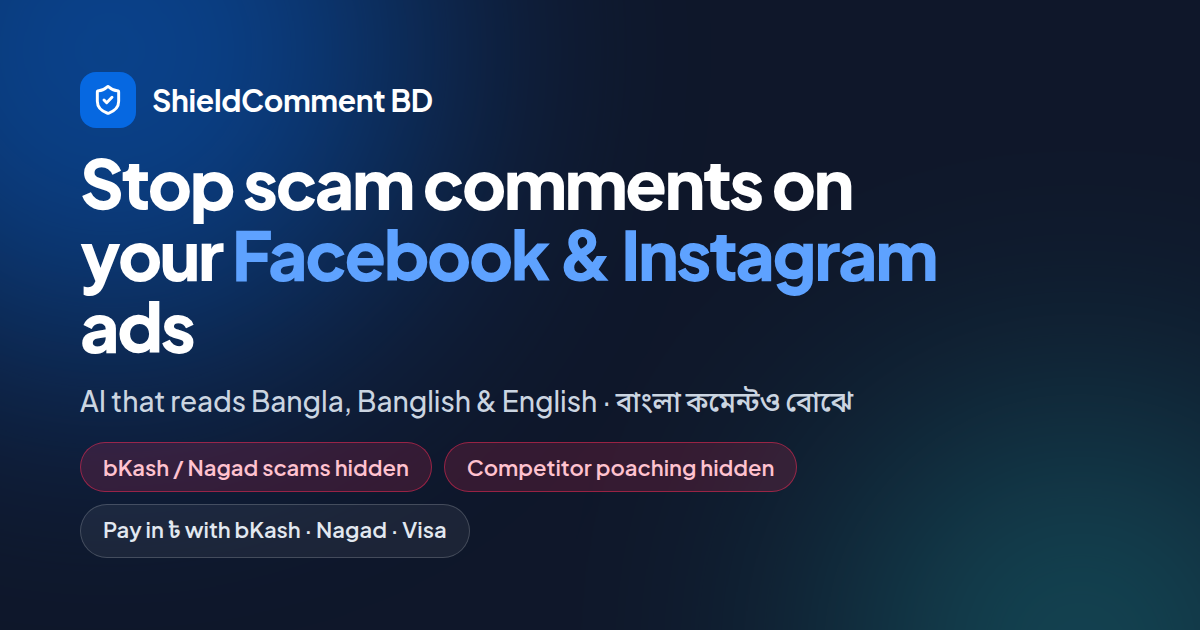 ShieldComment BD
Stop scam comments on
your Facebook & Instagram
ads
AI that reads Bangla, Banglish & English · বাংলা কমেন্টও বোঝে
bKash / Nagad scams hidden
Competitor poaching hidden
Pay in ৳ with bKash · Nagad · Visa